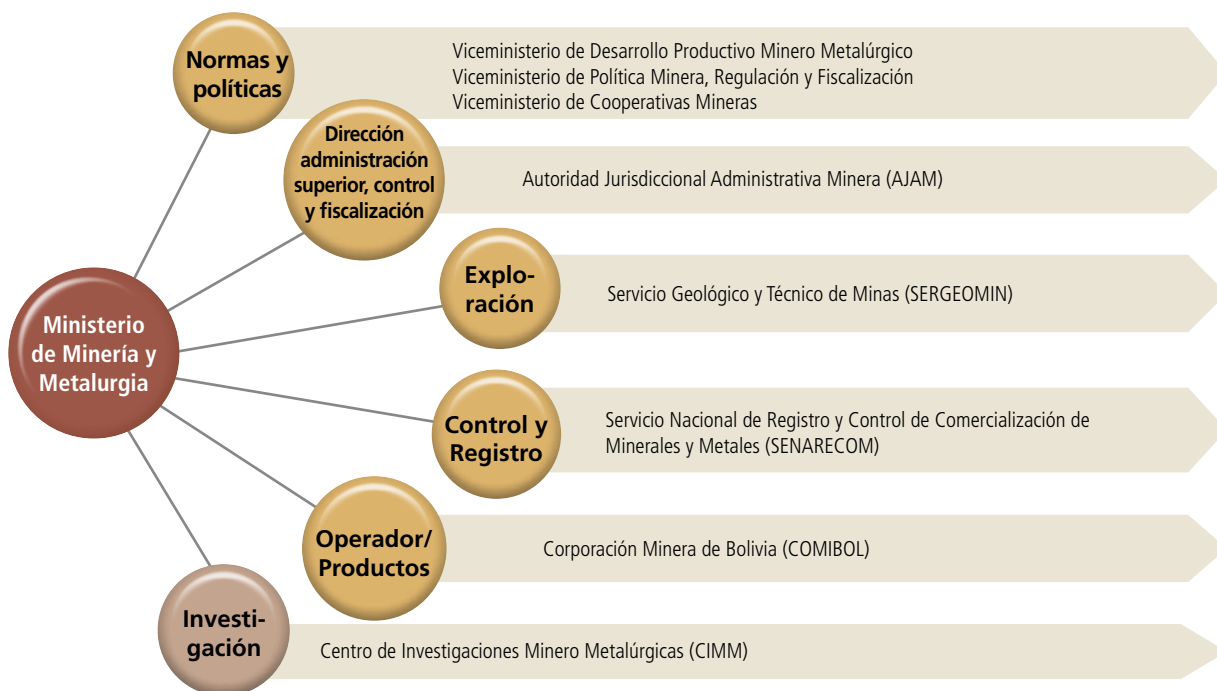 Normas y
políticas
Viceministerio de Desarrollo Productivo Minero Metalúrgico
Viceministerio de Política Minera, Regulación y Fiscalización
Viceministerio de Cooperativas Mineras
Dirección
administración
superior, control
y fiscalización
Autoridad Jurisdiccional Administrativa Minera (AJAM)
Explo-
ración
Servicio Geológico y Técnico de Minas (SERGEOMIN)
Ministerio
de Minería y
Metalurgia
Control y
Registro
Servicio Nacional de Registro y Control de Comercialización de
Minerales y Metales (SENARECOM)
Operador/
Productos
Corporación Minera de Bolivia (COMIBOL)
Investi-
gación
Centro de Investigaciones Minero Metalúrgicas (CIMM)